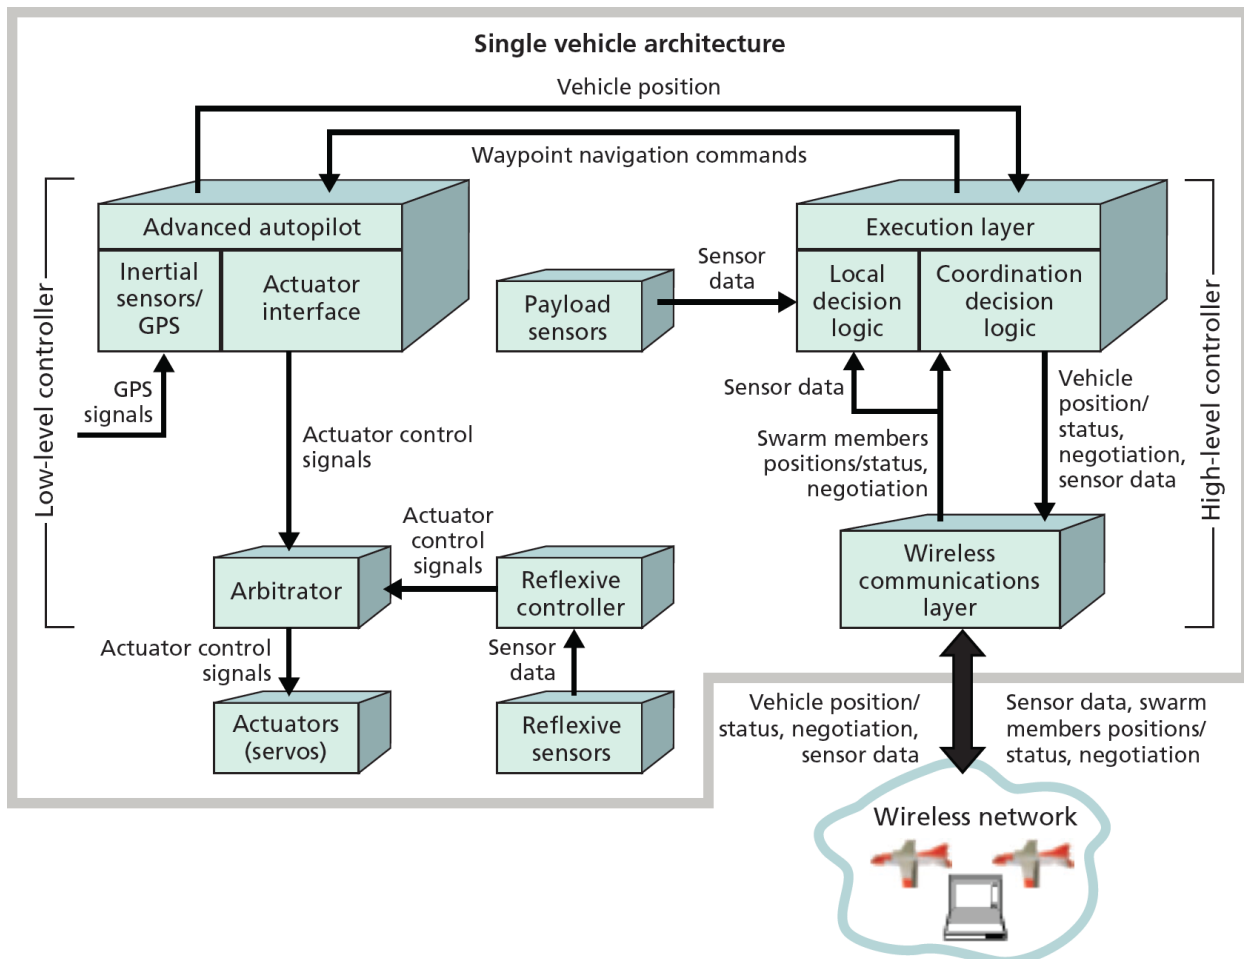 Single vehicle architecture
Vehicle position
Waypoint navigation commands
Low-level controller
Advanced autopilot
Inertial
sensors/
GPS
Actuator
interface
GPS
signals
Actuator control
signals
Payload
sensors
Sensor
data
Execution layer
Local
decision
logic
Coordination
decision
logic
High-level controller
Sensor data
Swarm members
positions/status,
negotiation
Vehicle
position/
status,
negotiation,
sensor data
Actuator
control
signals
Arbitrator
Reflexive
controller
Wireless
communications
layer
Actuator control
signals
Sensor
data
Actuators
(servos)
Reflexive
sensors
Vehicle position/
status, negotiation,
sensor data
Sensor data, swarm
members positions/
status, negotiation
Wireless network